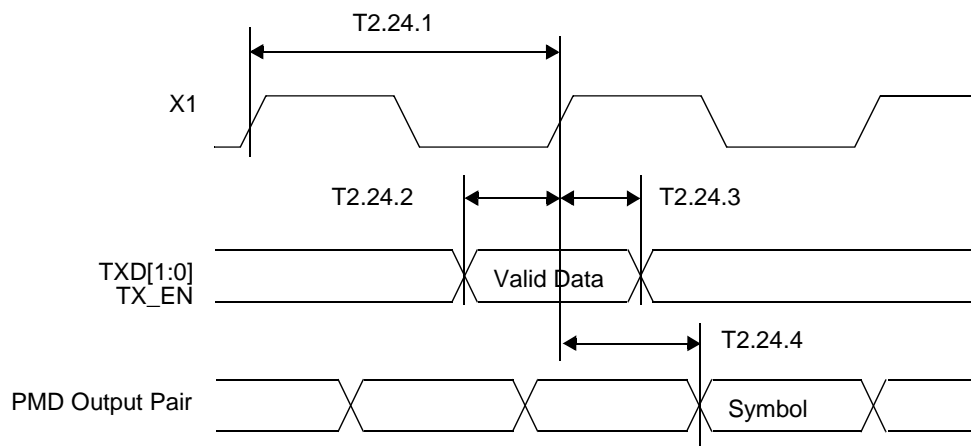 T2.24.1
X1
T2.24.2
T2.24.3
TXD[1:0]
TX_EN
Valid Data
T2.24.4
PMD Output Pair
Symbol